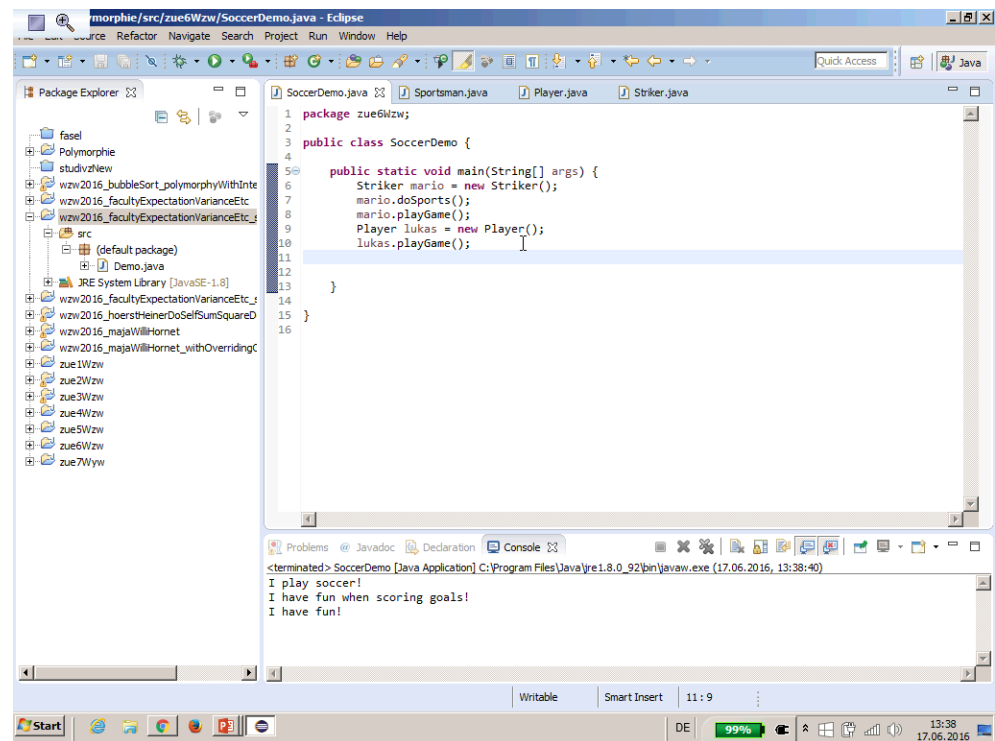 morphie/src/zue6Wzw/SoccerDemo.java - Eclipse
Refactor Navigate Search Project Run Window Help
Quick Access Java
Package Explorer
SoccerDemo.java Sportsman.java Player.java Striker.java
fasel
Polymorphie
studivzNew
wzw2016_bubbleSort_polymorphyWithInte
wzw2016_facultyExpectationVarianceEtc
wzw2016_facultyExpectationVarianceEtc_s
src
(default package)
Demo.java
JRE System Library [JavaSE-1.8]
wzw2016_facultyExpectationVarianceEtc_s
wzw2016_hoerstHeinerDoSelfSumSquareD
wzw2016_majaWilliHornet
wzw2016_majaWilliHornet_withOverridingC
zue1Wzw
zue2Wzw
zue3Wzw
zue4Wzw
zue5Wzw
zue6Wzw
zue7Wyw
1 package zue6Wzw;
2
3 public class SoccerDemo {
4
5 public static void main(String[] args) {
6 Striker mario = new Striker();
7 mario.doSports();
8 mario.playGame();
9 Player lukas = new Player();
10 lukas.playGame();
11
12
13 }
14
15 }
16
Problems @ Javadoc Declaration Console
<terminated> SoccerDemo [Java Application] C:\Program Files\Java\jre1.8.0_92\bin\javaw.exe (17.06.2016, 13:38:40)
I play soccer!
I have fun when scoring goals!
I have fun!
Writable Smart Insert 11 : 9
Start DE 99% 13:38
17.06.2016